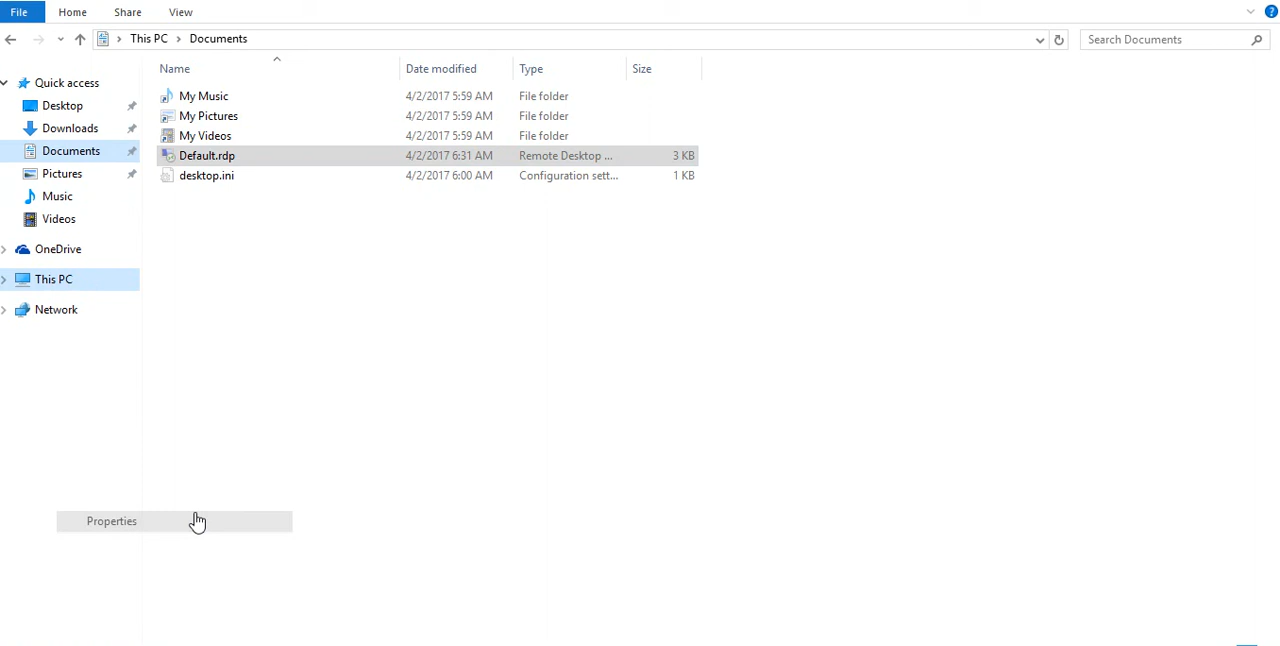 File Home Share View
This PC Documents Search Documents
Name Date modified Type Size
Quick access
Desktop
Downloads
Documents
Pictures
Music
Videos
OneDrive
This PC
Network
My Music 4/2/2017 5:59 AM File folder
My Pictures 4/2/2017 5:59 AM File folder
My Videos 4/2/2017 5:59 AM File folder
Default.rdp 4/2/2017 6:31 AM Remote Desktop ... 3 KB
desktop.ini 4/2/2017 6:00 AM Configuration sett... 1 KB
Properties